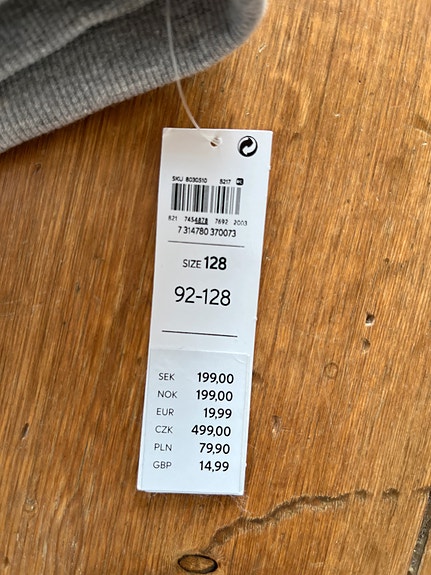 SKU 8030510 8217
821 7454878 7692 2003
7 314780 370073
SIZE 128
92-128
SEK 199,00
NOK 199,00
EUR 19,99
CZK 499,00
PLN 79,90
GBP 14,99